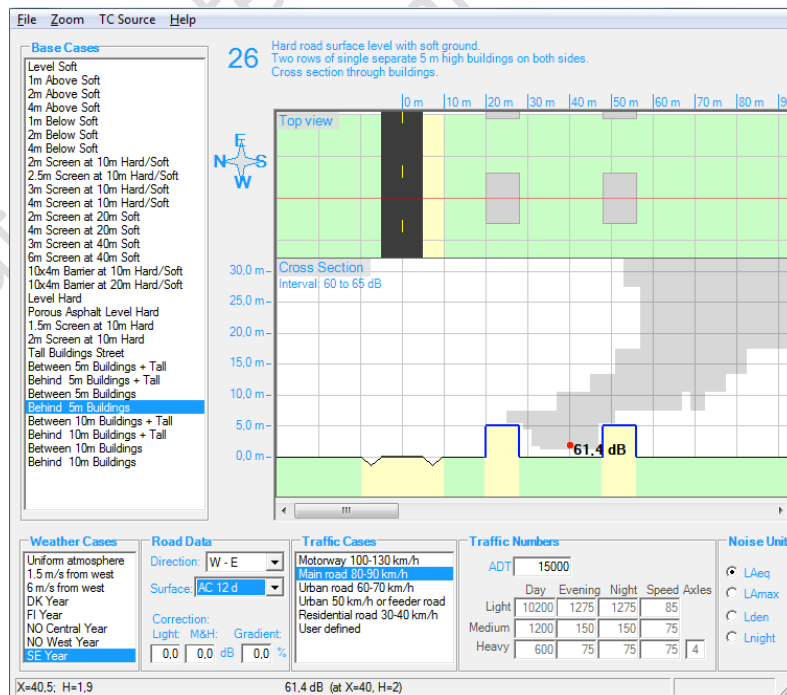 File Zoom TC Source Help
Base Cases
Level Soft
1m Above Soft
2m Above Soft
4m Above Soft
1m Below Soft
2m Below Soft
4m Below Soft
2m Screen at 10m Hard/Soft
2.5m Screen at 10m Hard/Soft
3m Screen at 10m Hard/Soft
4m Screen at 10m Hard/Soft
2m Screen at 20m Soft
4m Screen at 20m Soft
3m Screen at 40m Soft
6m Screen at 40m Soft
10x4m Barrier at 10m Hard/Soft
10x4m Barrier at 20m Hard/Soft
Level Hard
Porous Asphalt Level Hard
1.5m Screen at 10m Hard
2m Screen at 10m Hard
Tall Buildings Street
Between 5m Buildings + Tall
Behind 5m Buildings + Tall
Between 5m Buildings
Behind 5m Buildings
Between 10m Buildings + Tall
Behind 10m Buildings + Tall
Between 10m Buildings
Behind 10m Buildings
26
Hard road surface level with soft ground.
Two rows of single separate 5 m high buildings on both sides.
Cross section through buildings.
0 m 10 m 20 m 30 m 40 m 50 m 60 m 70 m 80 m
Top view
E
N S
W
Cross Section
Interval: 60 to 65 dB
30,0 m
25,0 m
20,0 m
15,0 m
10,0 m
5,0 m
0,0 m
61,4 dB
Weather Cases
Uniform atmosphere
1.5 m/s from west
6 m/s from west
DK Year
FI Year
NO Central Year
NO West Year
SE Year
Road Data
Direction: W - E
Surface: AC 12 d
Correction:
Light: M&H: Gradient:
0,0 0,0 dB 0,0 %
Traffic Cases
Motorway 100-130 km/h
Main road 80-90 km/h
Urban road 60-70 km/h
Urban 50 km/h or feeder road
Residential road 30-40 km/h
User defined
Traffic Numbers
ADT 15000
Day Evening Night Speed Axles
Light 10200 1275 1275 85
Medium 1200 150 150 75
Heavy 600 75 75 75 4
Noise Unit
LAeq
LAmax
Lden
Lnight
X=40,5; H=1,9 61,4 dB (at X=40, H=2)